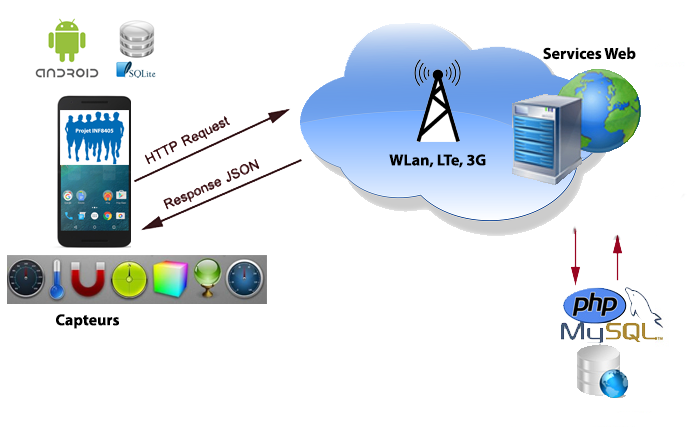 ANDROID
SQLite
Services Web
Projet INF8405
HTTP Request
Response JSON
WLan, LTe, 3G
Capteurs
php
MySQL